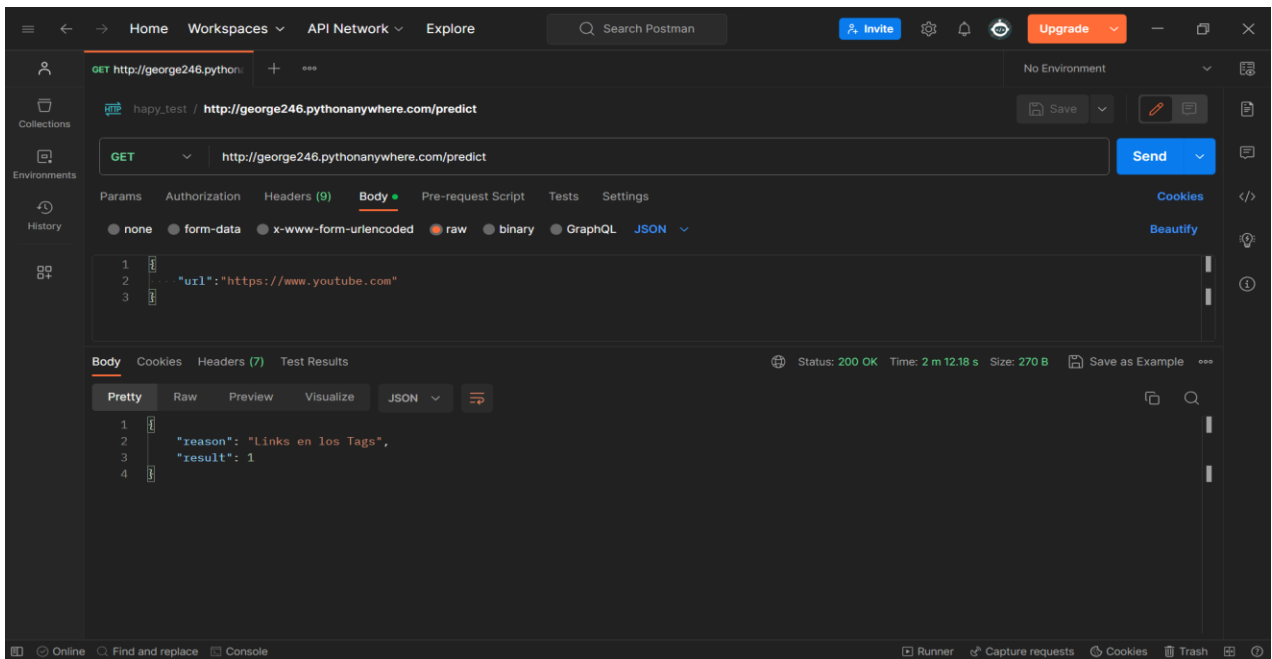 Home Workspaces API Network Explore Search Postman Invite Upgrade
GET http://george246.pythona No Environment
HTTP hapy_test / http://george246.pythonanywhere.com/predict Save
Collections
GET http://george246.pythonanywhere.com/predict Send
Environments
Params Authorization Headers (9) Body Pre-request Script Tests Settings Cookies
History
none form-data x-www-form-urlencoded raw binary GraphQL JSON Beautify
1 {
2 "url":"https://www.youtube.com"
3 }
Body Cookies Headers (7) Test Results Status: 200 OK Time: 2 m 12.18 s Size: 270 B Save as Example
Pretty Raw Preview Visualize JSON
1 {
2 "reason": "Links en los Tags",
3 "result": 1
4 }
Online Find and replace Console Runner Capture requests Cookies Trash